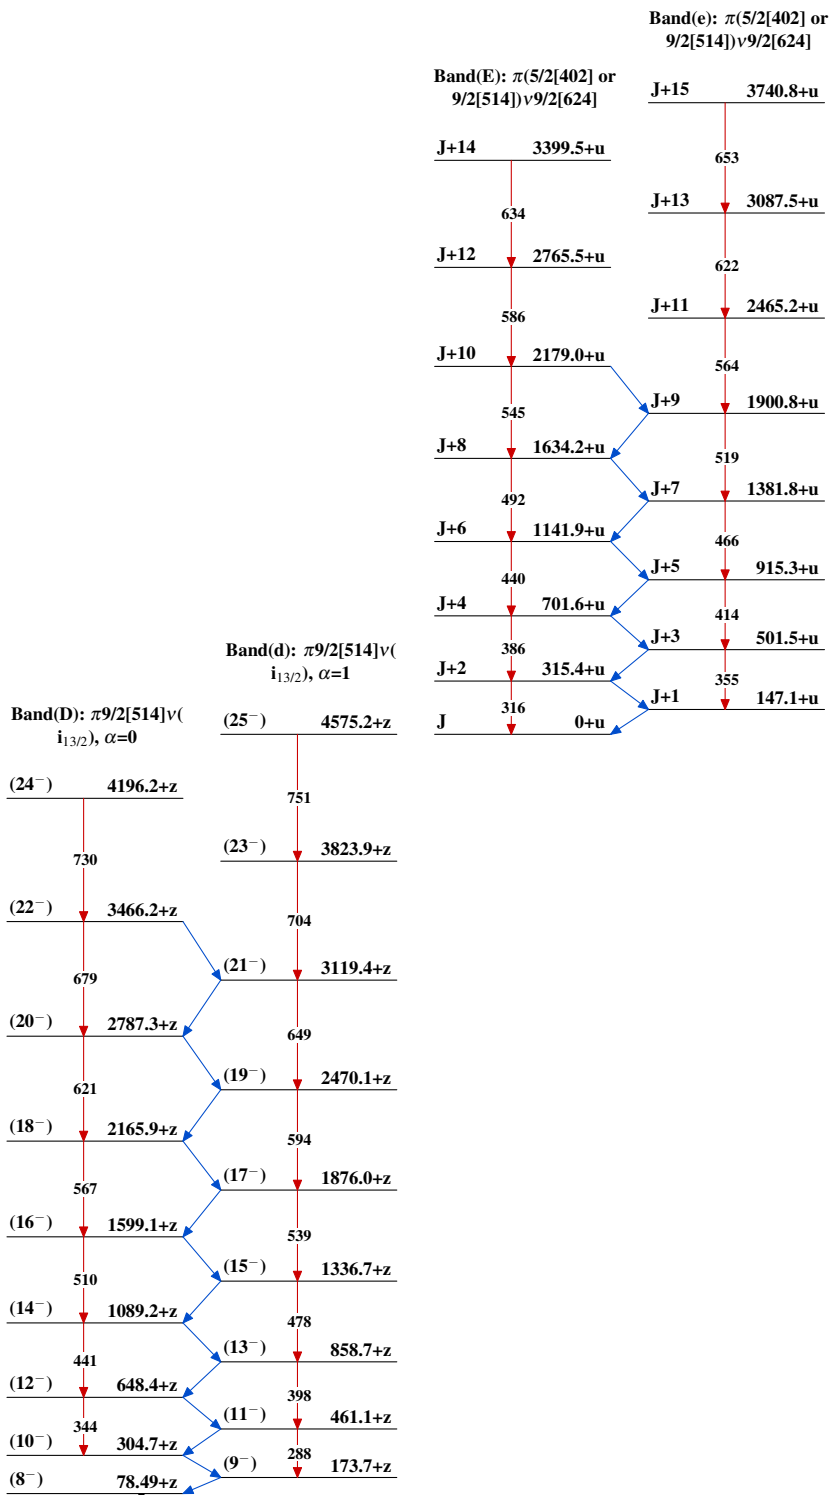 Band(D): π9/2[514]ν(
i13/2), α=0
(24−) 4196.2+z
730
(22−) 3466.2+z
679
(20−) 2787.3+z
621
(18−) 2165.9+z
567
(16−) 1599.1+z
510
(14−) 1089.2+z
441
(12−) 648.4+z
344
(10−) 304.7+z
(8−) 78.49+z
Band(d): π9/2[514]ν(
i13/2), α=1
(25−) 4575.2+z
751
(23−) 3823.9+z
704
(21−) 3119.4+z
649
(19−) 2470.1+z
594
(17−) 1876.0+z
539
(15−) 1336.7+z
478
(13−) 858.7+z
398
(11−) 461.1+z
288
(9−) 173.7+z
Band(E): π(5/2[402] or
9/2[514])ν9/2[624]
J+14 3399.5+u
634
J+12 2765.5+u
586
J+10 2179.0+u
545
J+8 1634.2+u
492
J+6 1141.9+u
440
J+4 701.6+u
386
J+2 315.4+u
316
J 0+u
Band(e): π(5/2[402] or
9/2[514])ν9/2[624]
J+15 3740.8+u
653
J+13 3087.5+u
622
J+11 2465.2+u
564
J+9 1900.8+u
519
J+7 1381.8+u
466
J+5 915.3+u
414
J+3 501.5+u
355
J+1 147.1+u